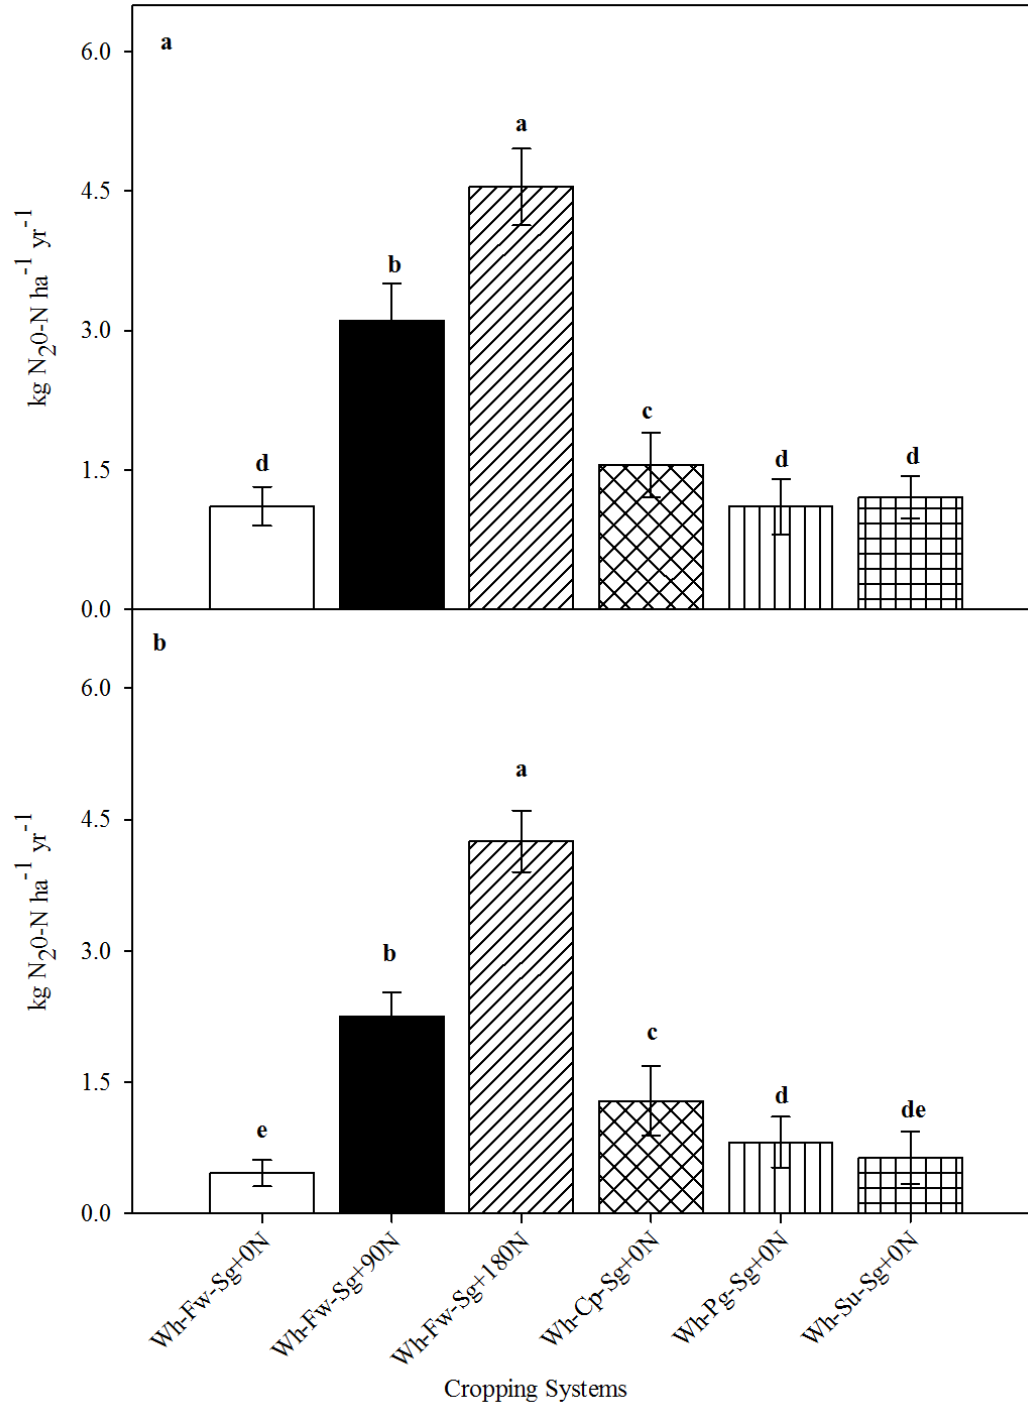 a
6.0
4.5
3.0
1.5
0.0
kg N20-N ha-1 yr-1
d
b
a
c
d
d
b
6.0
4.5
3.0
1.5
0.0
kg N20-N ha-1 yr-1
e
b
a
c
d
de
Wh-Fw-Sg+0N
Wh-Fw-Sg+90N
Wh-Fw-Sg+180N
Wh-Cp-Sg+0N
Wh-Pg-Sg+0N
Wh-Su-Sg+0N
Cropping Systems